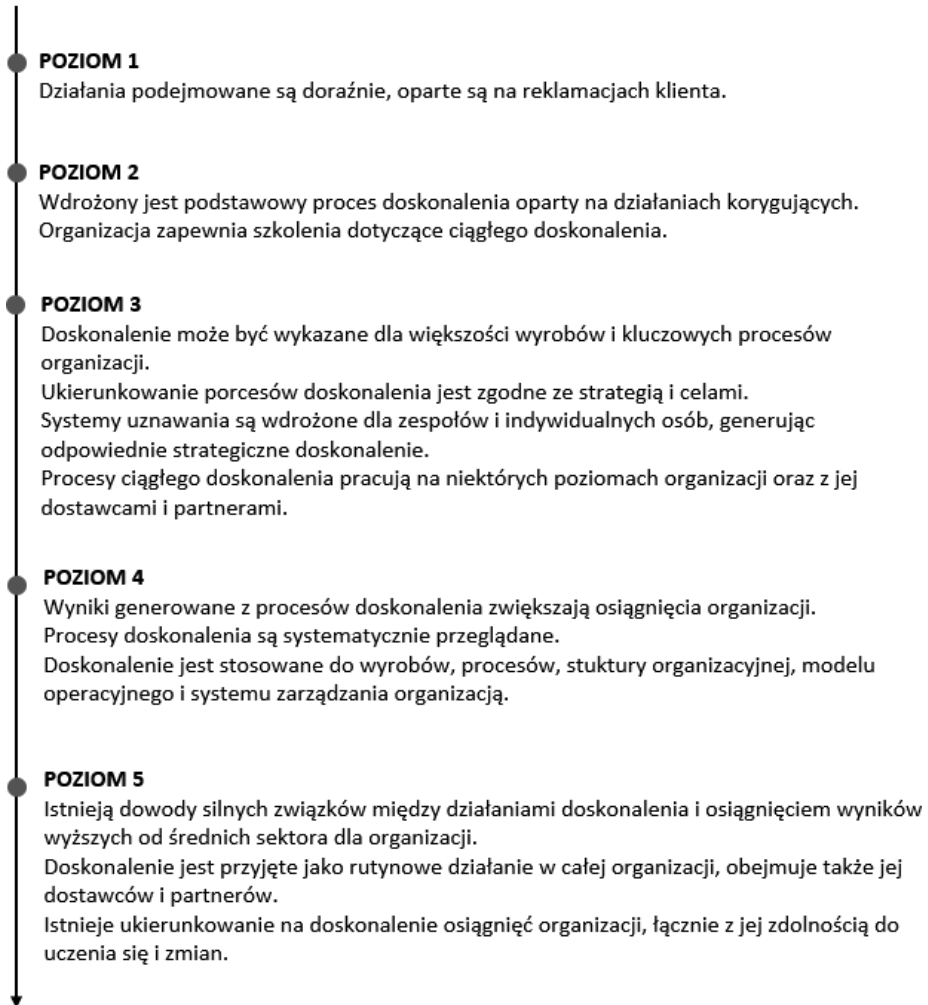 POZIOM 1
Działania podejmowane są doraźnie, oparte są na reklamacjach klienta.
POZIOM 2
Wdrożony jest podstawowy proces doskonalenia oparty na działaniach korygujących.
Organizacja zapewnia szkolenia dotyczące ciągłego doskonalenia.
POZIOM 3
Doskonalenie może być wykazane dla większości wyrobów i kluczowych procesów
organizacji.
Ukierunkowanie porcesów doskonalenia jest zgodne ze strategią i celami.
Systemy uznawania są wdrożone dla zespołów i indywidualnych osób, generując
odpowiednie strategiczne doskonalenie.
Procesy ciągłego doskonalenia pracują na niektórych poziomach organizacji oraz z jej
dostawcami i partnerami.
POZIOM 4
Wyniki generowane z procesów doskonalenia zwiększają osiągnięcia organizacji.
Procesy doskonalenia są systematycznie przeglądane.
Doskonalenie jest stosowane do wyrobów, procesów, stuktury organizacyjnej, modelu
operacyjnego i systemu zarządzania organizacją.
POZIOM 5
Istnieją dowody silnych związków między działaniami doskonalenia i osiągnięciem wyników
wyższych od średnich sektora dla organizacji.
Doskonalenie jest przyjęte jako rutynowe działanie w całej organizacji, obejmuje także jej
dostawców i partnerów.
Istnieje ukierunkowanie na doskonalenie osiągnięć organizacji, łącznie z jej zdolnością do
uczenia się i zmian.